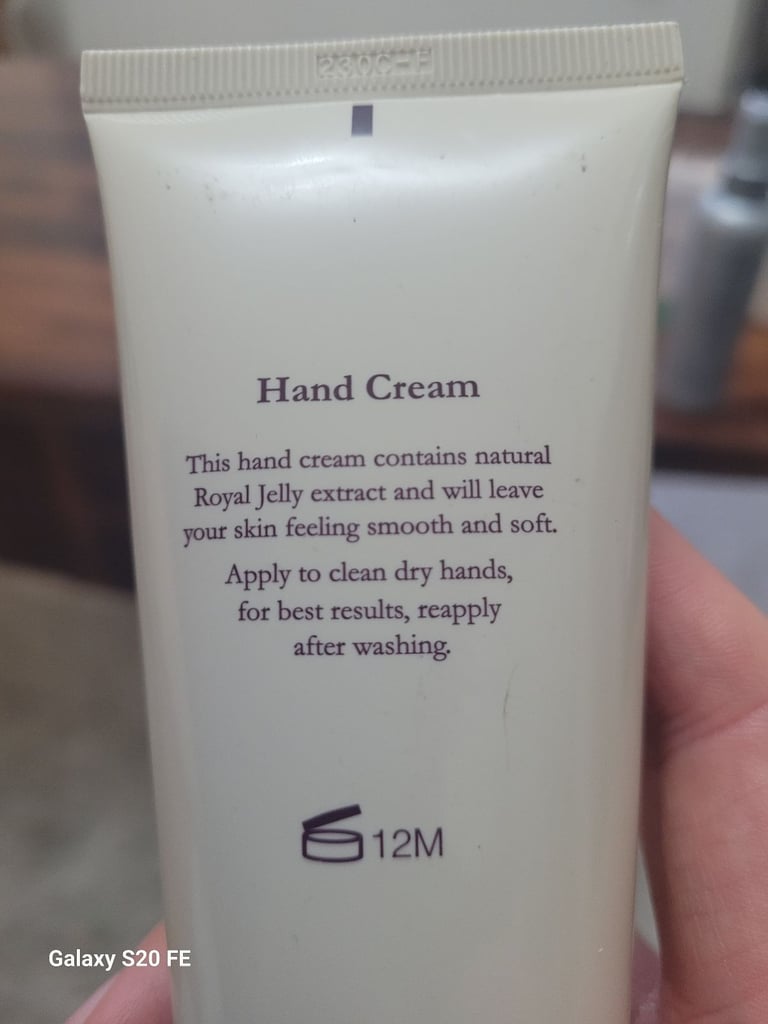 230C-F
Hand Cream
This hand cream contains natural
Royal Jelly extract and will leave
your skin feeling smooth and soft.
Apply to clean dry hands,
for best results, reapply
after washing.
12M
Galaxy S20 FE